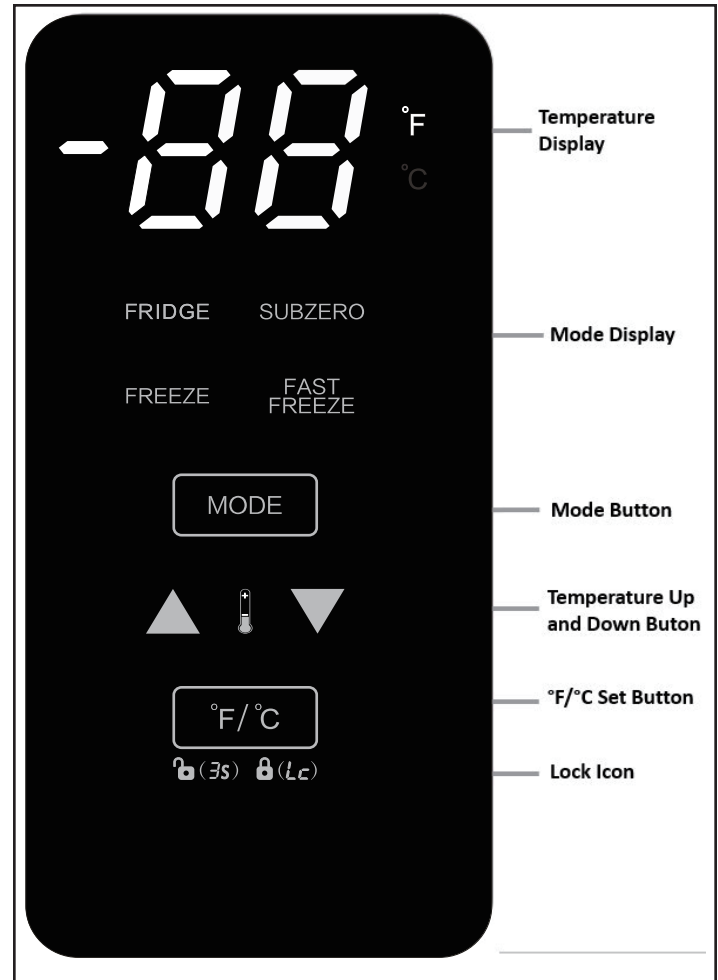 -88 °F
°C
Temperature
Display
FRIDGE SUBZERO
Mode Display
FREEZE FAST
FREEZE
MODE
Mode Button
Temperature Up
and Down Buton
°F/°C
°F/°C Set Button
(3s) (Lc)
Lock Icon